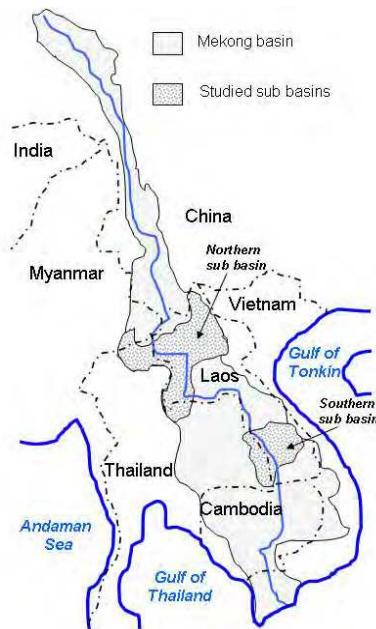 Mekong basin
Studied sub basins
India
China
Northern
sub basin
Myanmar
Vietnam
Gulf of
Tonkin
Laos
Southern
sub basin
Thailand
Cambodia
Andaman
Sea
Gulf of
Thailand